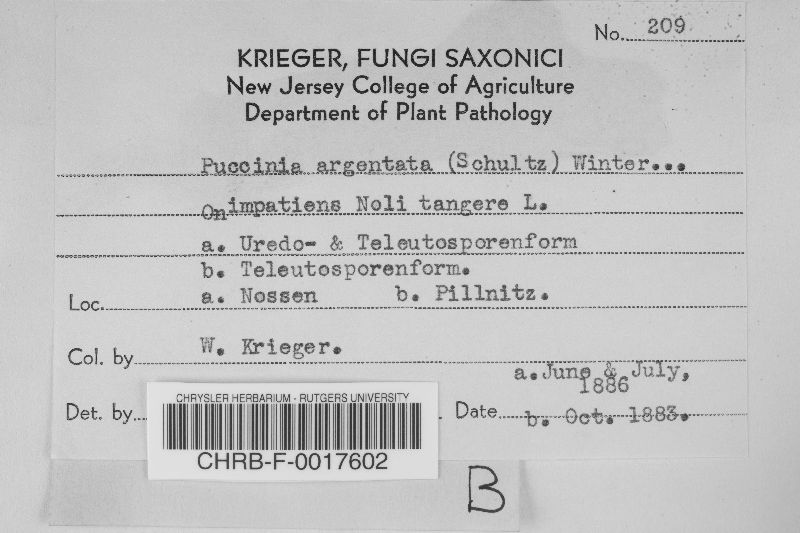 No. 209
KRIEGER, FUNGI SAXONICI
New Jersey College of Agriculture
Department of Plant Pathology
Puccinia argentata (Schultz) Winter...
On impatiens Noli tangere L.
a. Uredo- & Teleutosporenform
b. Teleutosporenform.
Loc. a. Nossen b. Pillnitz.
Col. by W. Krieger.
a. June & July,
1886
Det. by . Date b. Oct. 1883.
CHRYSLER HERBARIUM - RUTGERS UNIVERSITY
CHRB-F-0017602
B